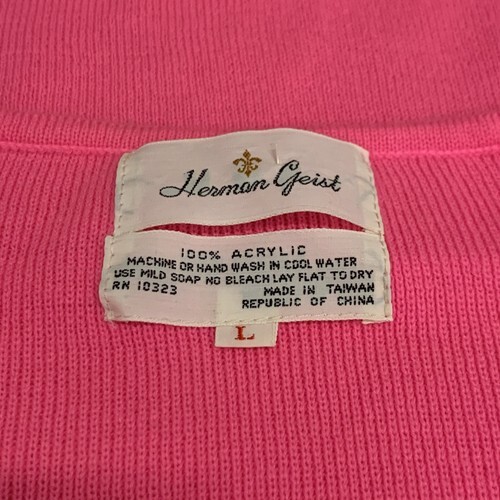 Herman Geist
100% ACRYLIC
MACHINE OR HAND WASH IN COOL WATER
USE MILD SOAP NO BLEACH LAY FLAT TO DRY
RN 10323 MADE IN TAIWAN
REPUBLIC OF CHINA
L